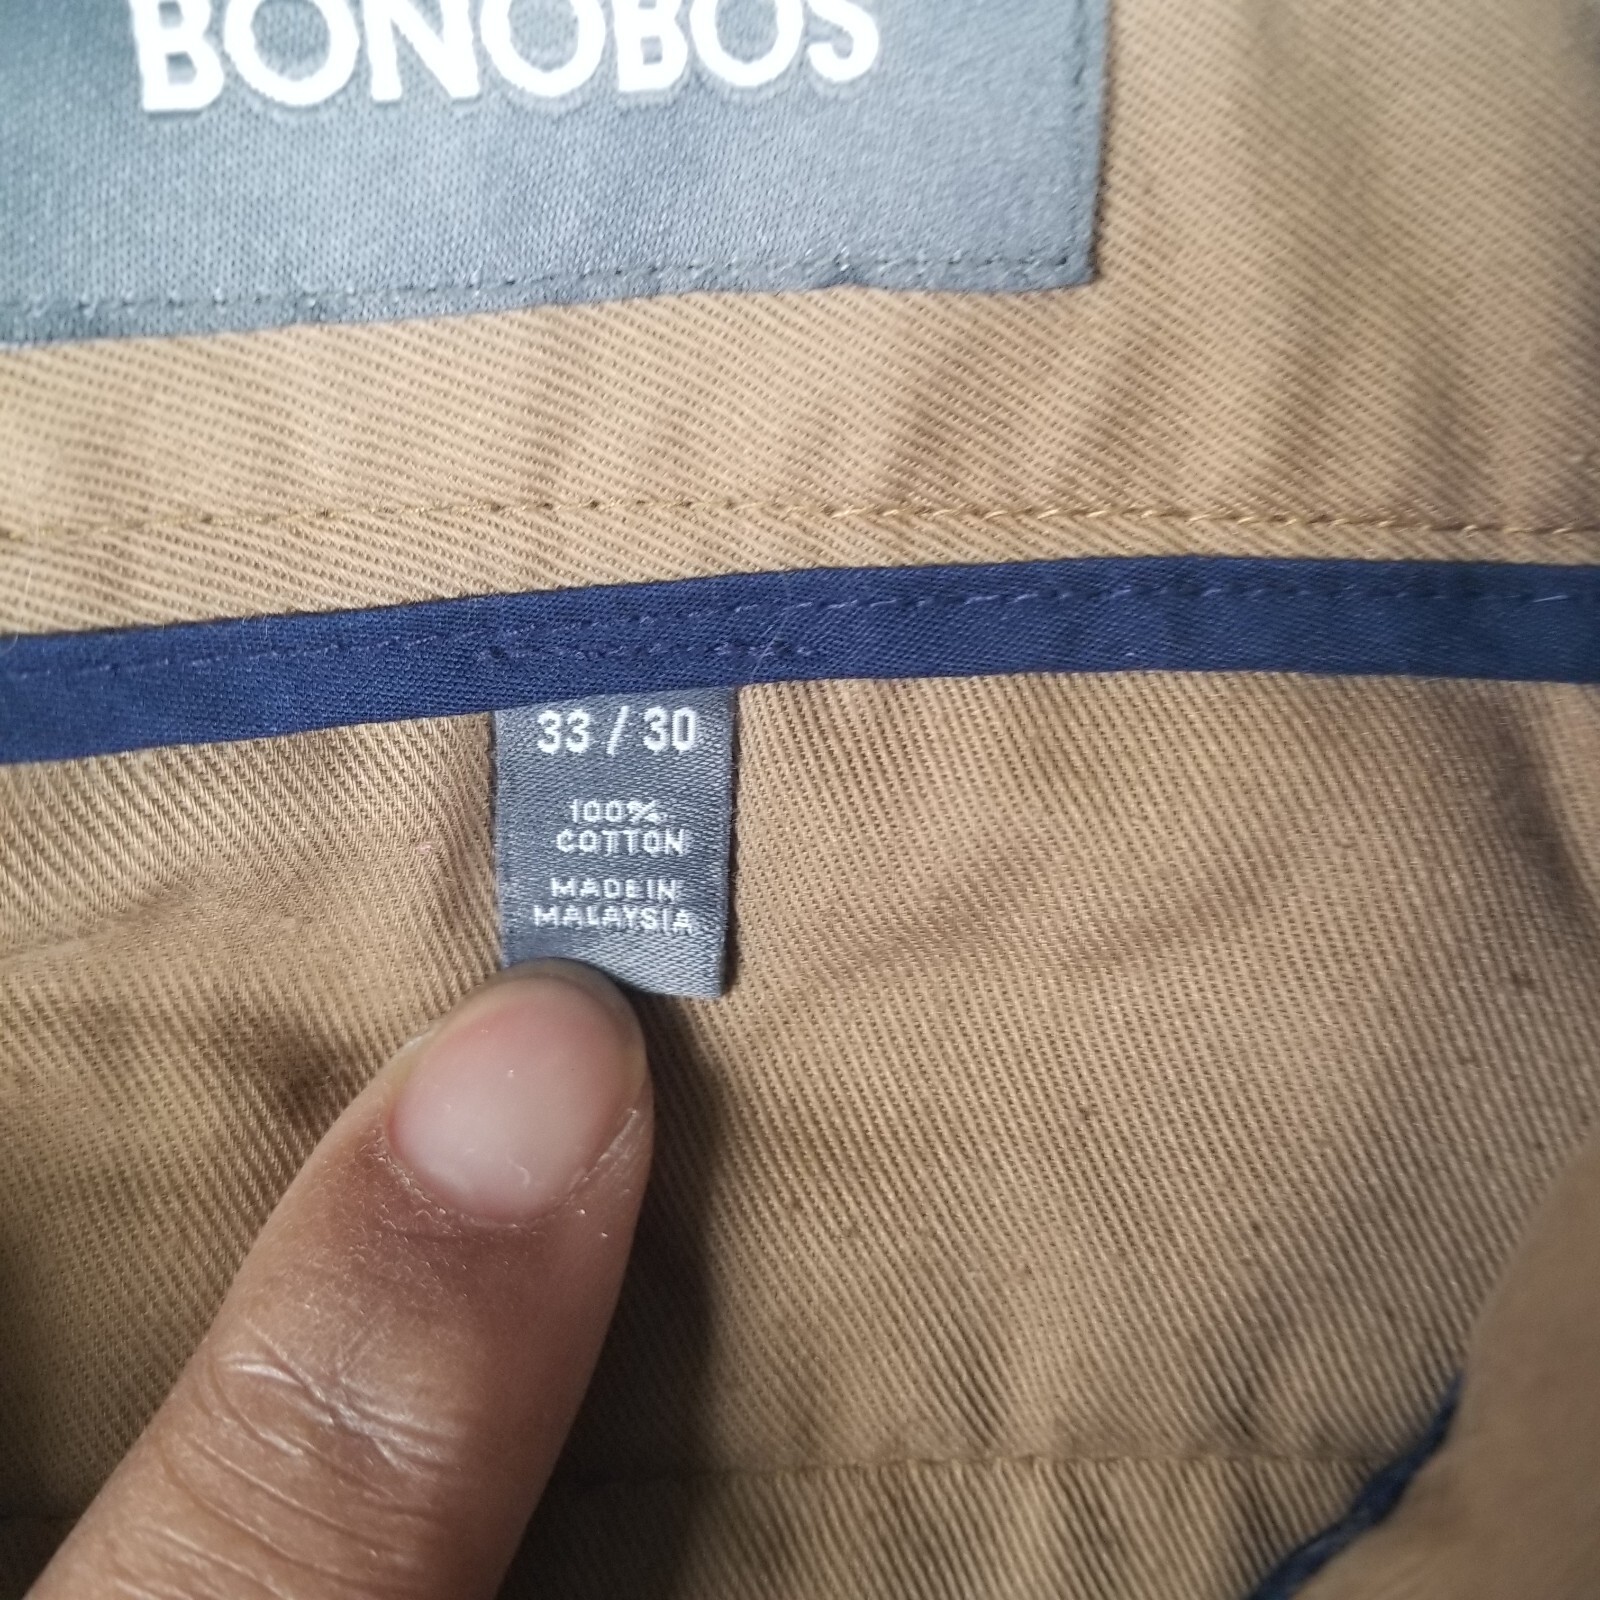 BONOBOS
33 / 30
100%
COTTON
MADE IN
MALAYSIA